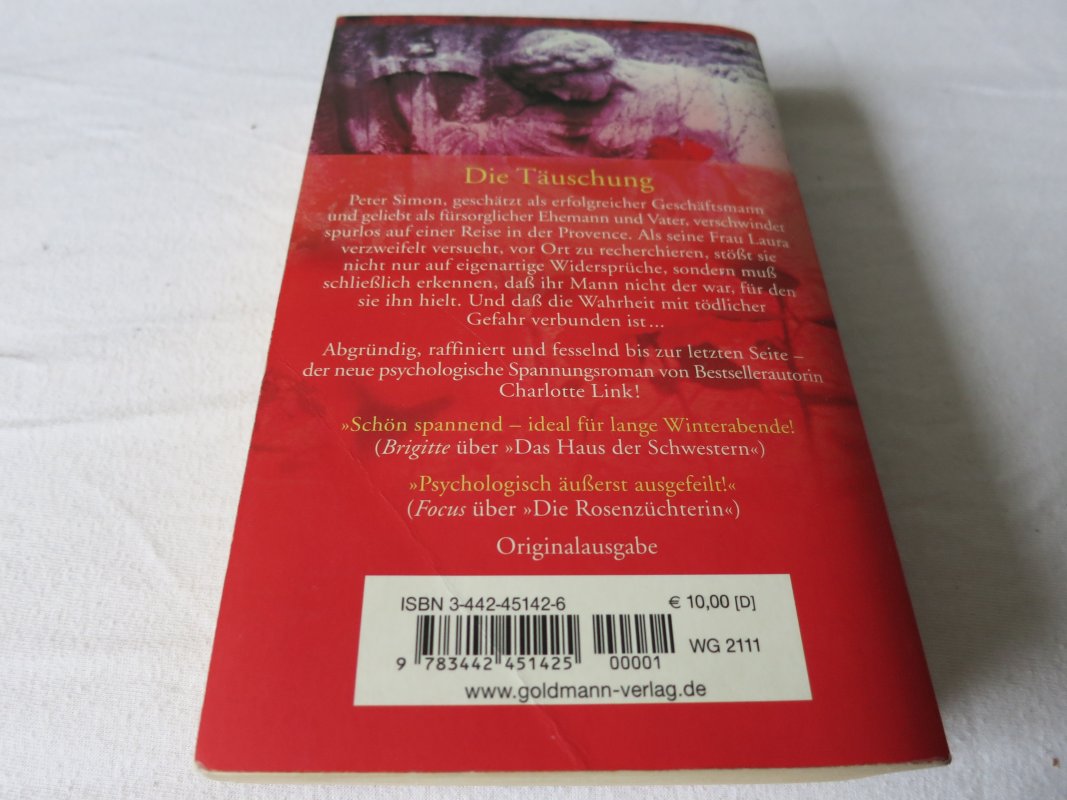 Die Täuschung
Peter Simon, geschätzt als erfolgreicher Geschäftsmann
und geliebt als fürsorglicher Ehemann und Vater, verschwindet
spurlos auf einer Reise in der Provence. Als seine Frau Laura
verzweifelt versucht, vor Ort zu recherchieren, stößt sie
nicht nur auf eigenartige Widersprüche, sondern muß
schließlich erkennen, daß ihr Mann nicht der war, für den
sie ihn hielt. Und daß die Wahrheit mit tödlicher
Gefahr verbunden ist ...
Abgründig, raffiniert und fesselnd bis zur letzten Seite –
der neue psychologische Spannungsroman von Bestsellerautorin
Charlotte Link!
»Schön spannend – ideal für lange Winterabende!
(Brigitte über »Das Haus der Schwestern«)
»Psychologisch äußerst ausgefeilt!«
(Focus über »Die Rosenzüchterin«)
Originalausgabe
ISBN 3-442-45142-6 € 10,00 [D]
WG 2111
9 783442 451425 00001
www.goldmann-verlag.de